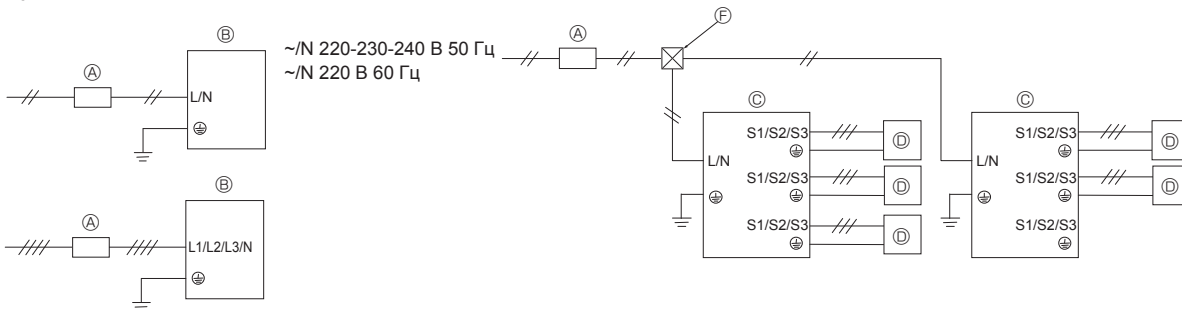 Ⓑ
Ⓐ
L/N
Ⓑ
Ⓐ
L1/L2/L3/N
~/N 220-230-240 В 50 Гц
~/N 220 В 60 Гц
Ⓐ
Ⓕ
Ⓒ
L/N
S1/S2/S3
Ⓓ
S1/S2/S3
Ⓓ
S1/S2/S3
Ⓓ
Ⓒ
L/N
S1/S2/S3
Ⓓ
S1/S2/S3
Ⓓ
S1/S2/S3